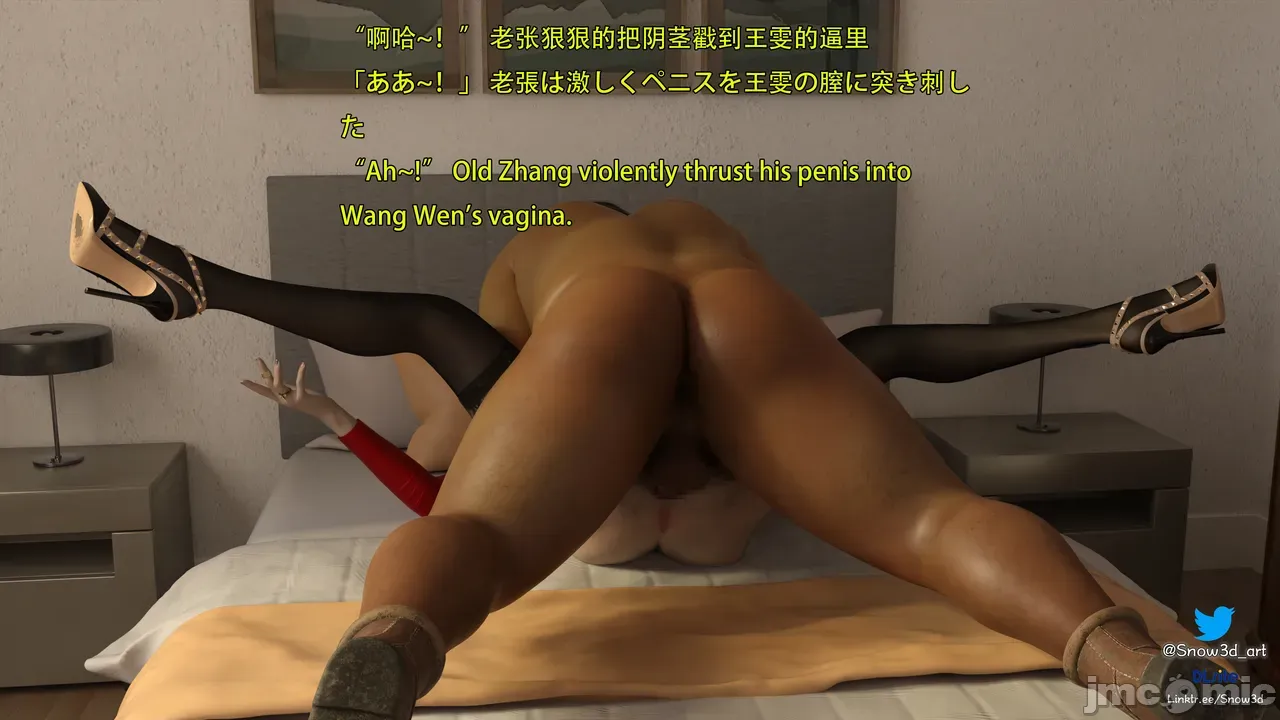 “啊哈~！” 老张狠狠的把阴茎戳到王雯的逼里
「ああ~！」老張は激しくペニスを王雯の膣に突き刺し
た
“Ah~!” Old Zhang violently thrust his penis into
Wang Wen’s vagina.
@Snow3d_art
Linktr.ee/Snow3d
jmcomic